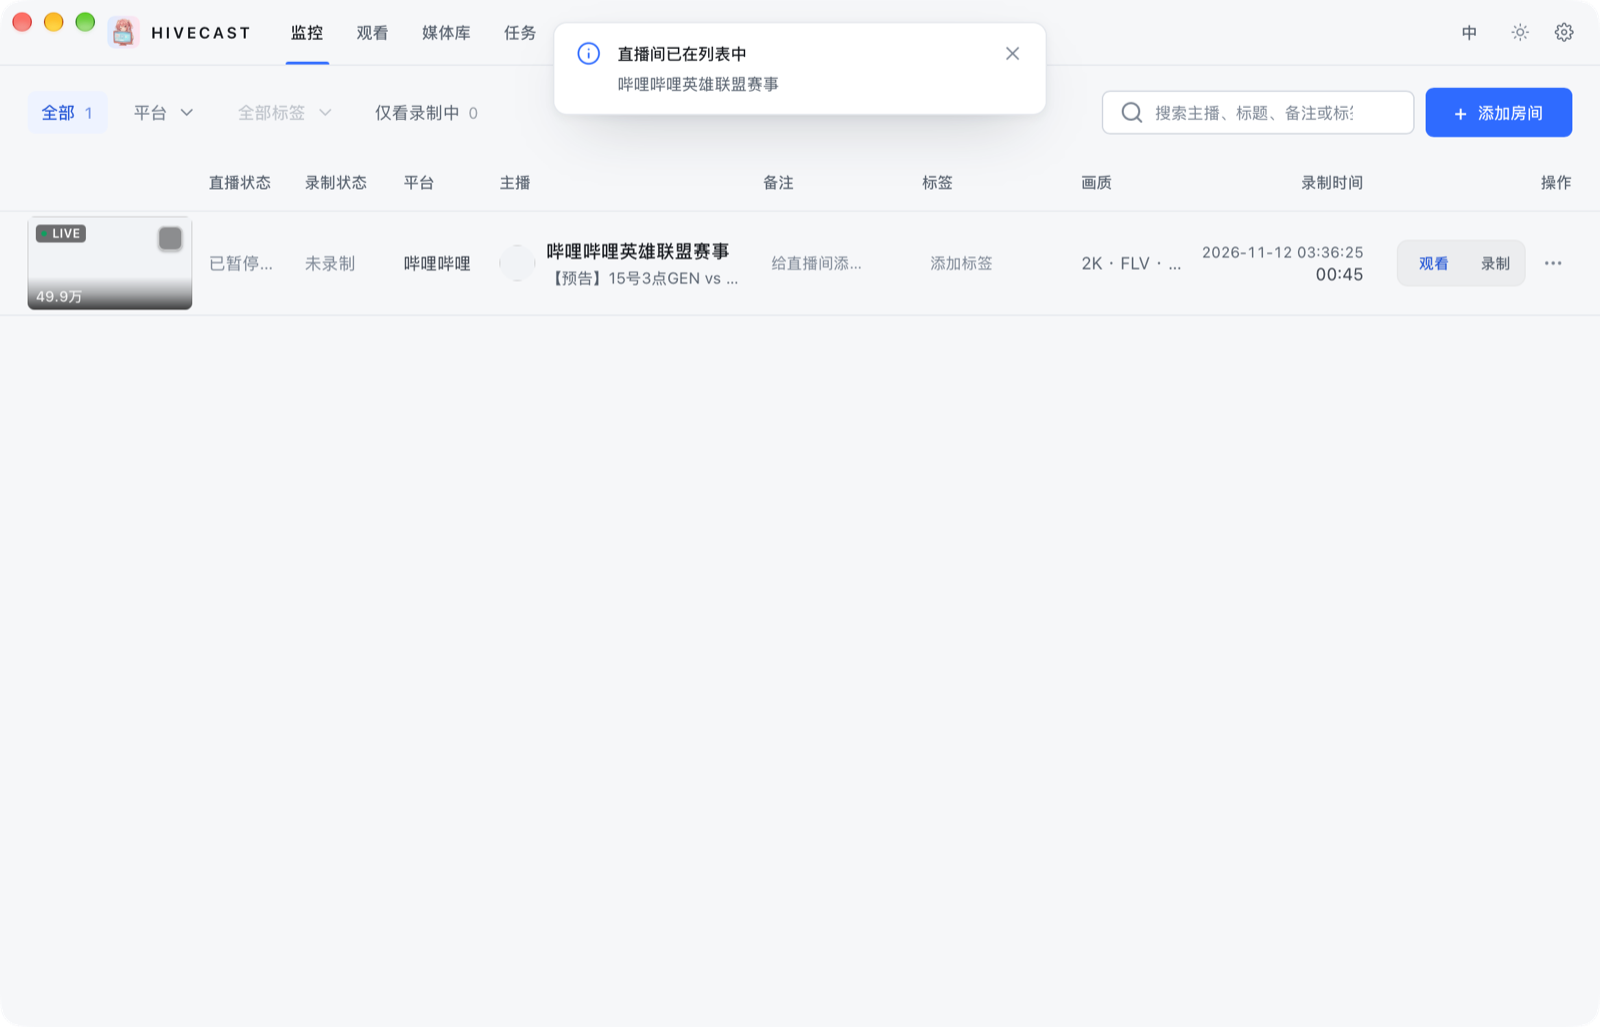 HIVECAST
监控
观看
媒体库
任务
直播间已在列表中
哔哩哔哩英雄联盟赛事
中
全部 1
平台
全部标签
仅看录制中 0
搜索主播、标题、备注或标
+ 添加房间
直播状态
录制状态
平台
主播
备注
标签
画质
录制时间
操作
LIVE
49.9万
已暂停...
未录制
哔哩哔哩
哔哩哔哩英雄联盟赛事
【预告】15号3点GEN vs ...
给直播间添...
添加标签
2K · FLV · ...
2026-11-12 03:36:25
00:45
观看
录制